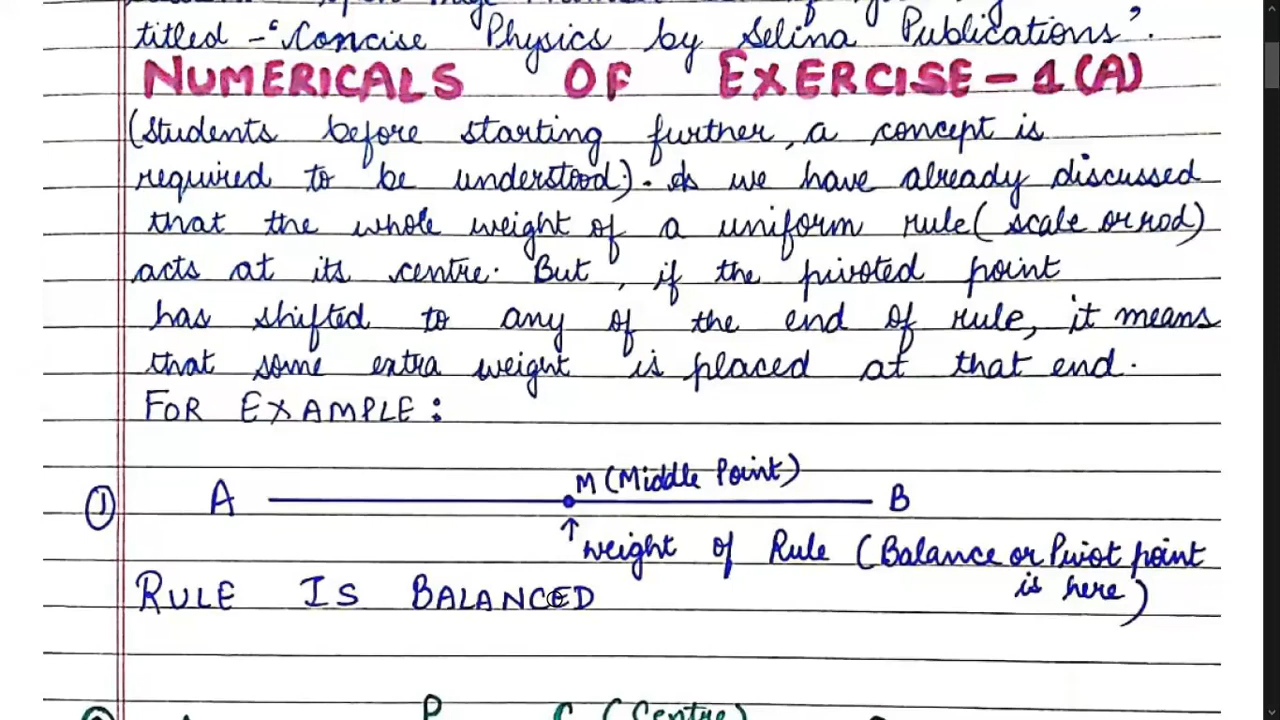 titled - "Concise Physics by Selina Publications".
NUMERICALS OF EXERCISE-1(A)
(Students before starting further, a concept is
required to be understood). As we have already discussed
that the whole weight of a uniform rule (scale or rod)
acts at its centre. But, if the pivoted point
has shifted to any of the end of rule, it means
that some extra weight is placed at that end.
FOR EXAMPLE:
M (Middle Point)
① A B
↑ weight of Rule (Balance or Pivot point
is here)
RULE IS BALANCED
P C (Centre)